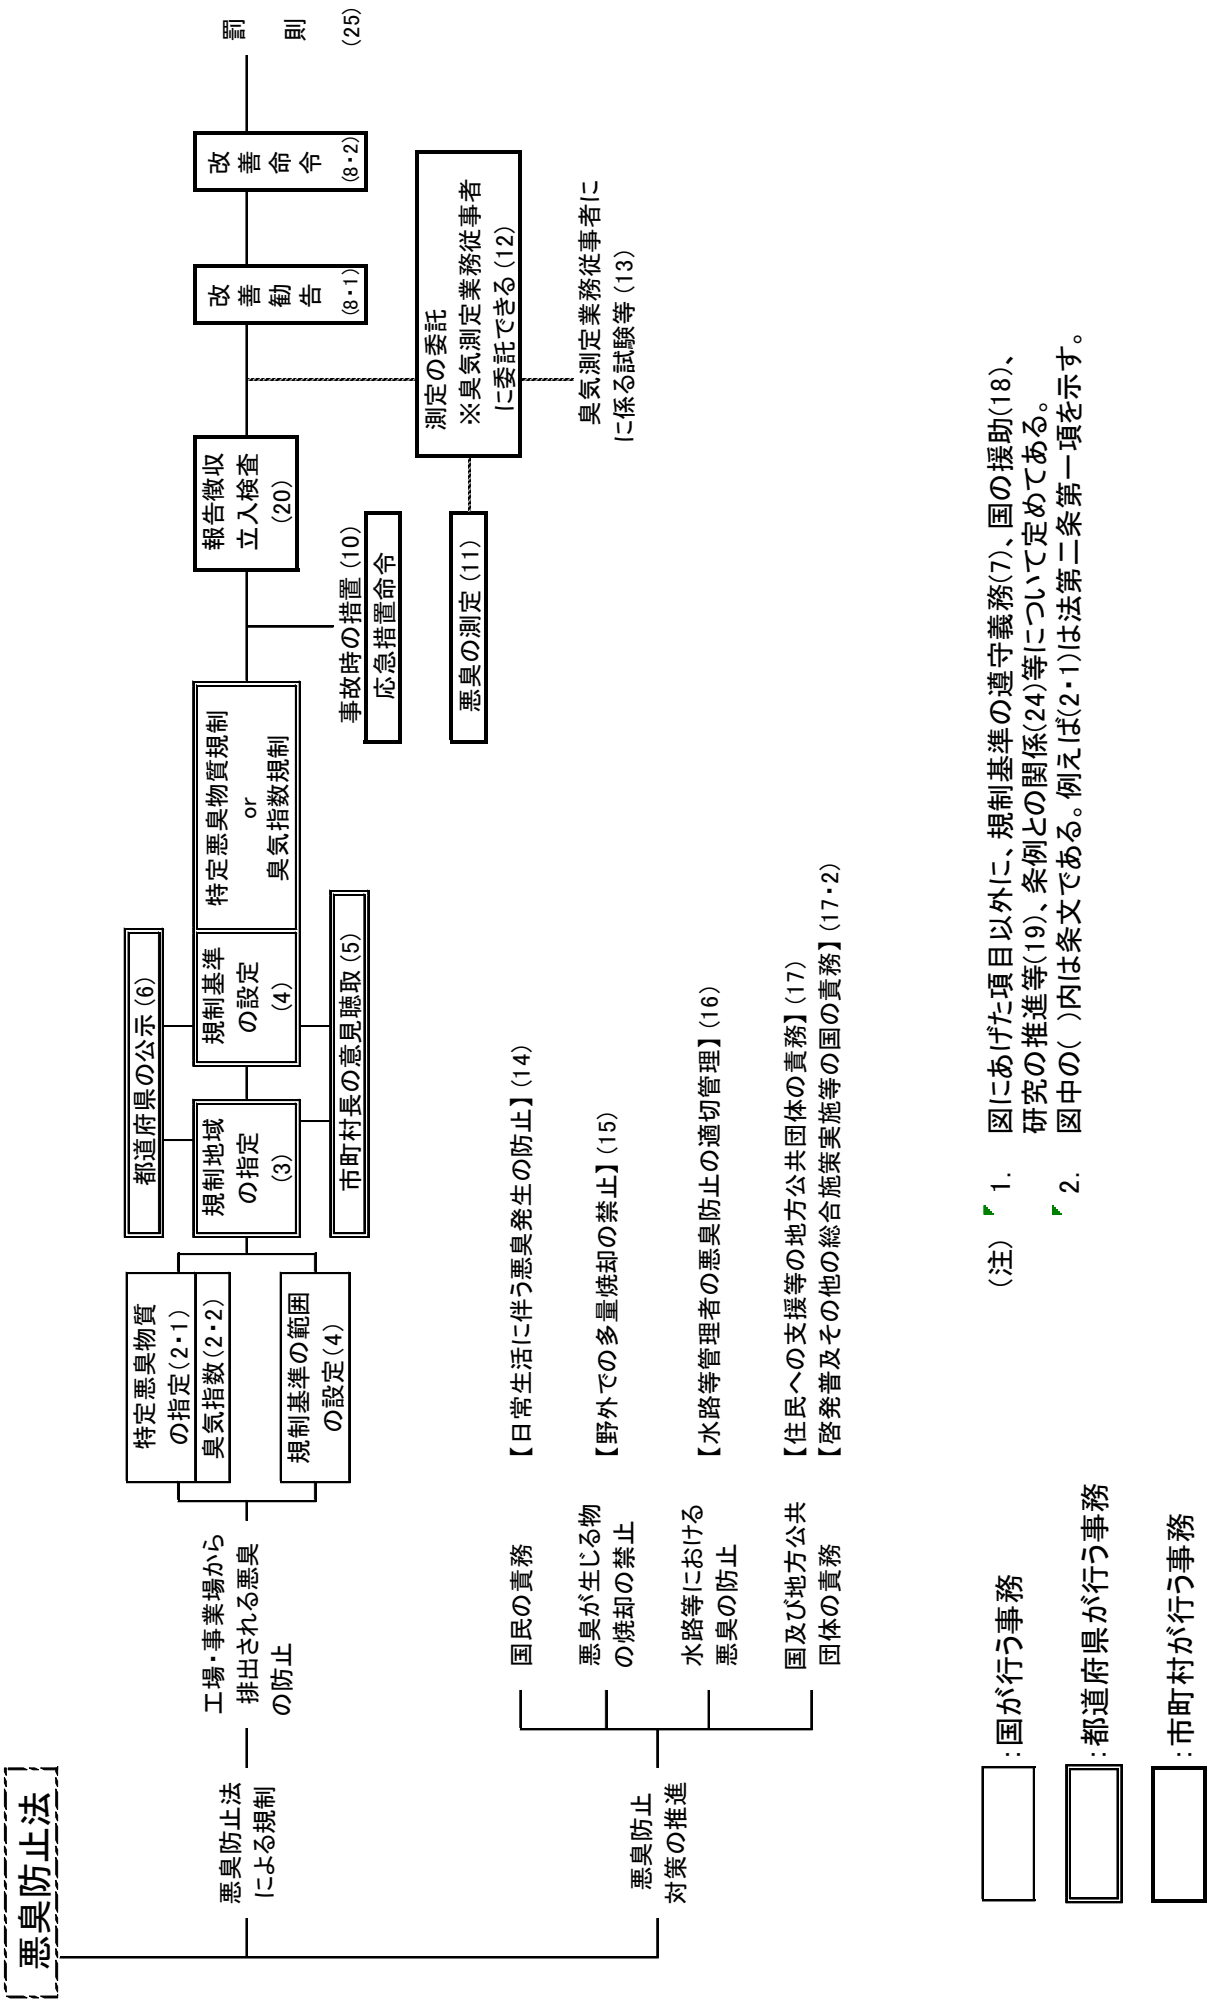 悪臭防止法
悪臭防止法
による規制
工場・事業場から
排出される悪臭
の防止
特定悪臭物質
の指定(2・1)
臭気指数(2・2)
規制基準の範囲
の設定(4)
都道府県の公示(6)
規制地域
の指定
(3)
規制基準
の設定
(4)
特定悪臭物質規制
or
臭気指数規制
市町村長の意見聴取(5)
事故時の措置(10)
応急措置命令
報告徴収
立入検査
(20)
悪臭の測定(11)
測定の委託
※臭気測定業務従事者
に委託できる(12)
臭気測定業務従事者に
に係る試験等(13)
改善勧告
(8・1)
改善命令
(8・2)
罰則
(25)
悪臭防止
対策の推進
国民の責務
【日常生活に伴う悪臭発生の防止】(14)
悪臭が生じる物
の焼却の禁止
【野外での多量焼却の禁止】(15)
水路等における
悪臭の防止
【水路等管理者の悪臭防止の適切管理】(16)
国及び地方公共
団体の責務
【住民への支援等の地方公共団体の責務】(17)
【啓発普及その他の総合施策実施等の国の責務】(17・2)
：国が行う事務
：都道府県が行う事務
：市町村が行う事務
(注) 1. 図にあげた項目以外に、規制基準の遵守義務(7)、国の援助(18)、
研究の推進等(19)、条例との関係(24)等について定めてある。
2. 図中の( )内は条文である。例えば(2・1)は法第二条第一項を示す。